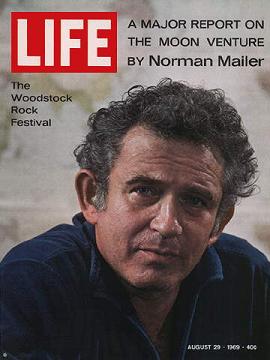 LIFE
A MAJOR REPORT ON
THE MOON VENTURE
BY Norman Mailer
The
Woodstock
Rock
Festival
AUGUST 29 · 1969 · 40¢